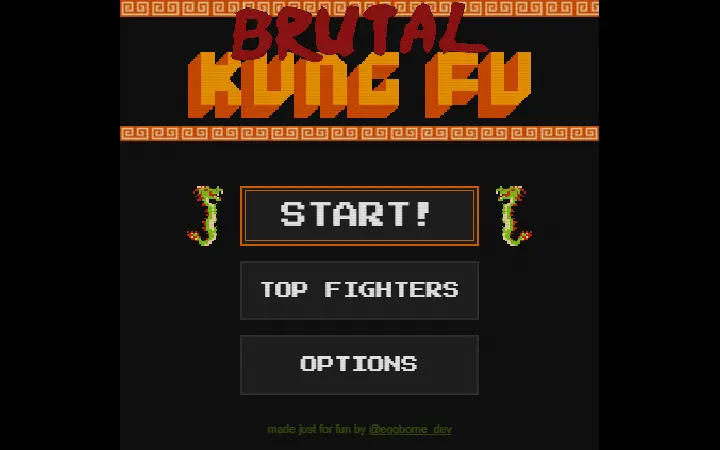 BRUTAL
KUNG FU
START!
TOP FIGHTERS
OPTIONS
made just for fun by @eggborne_dev